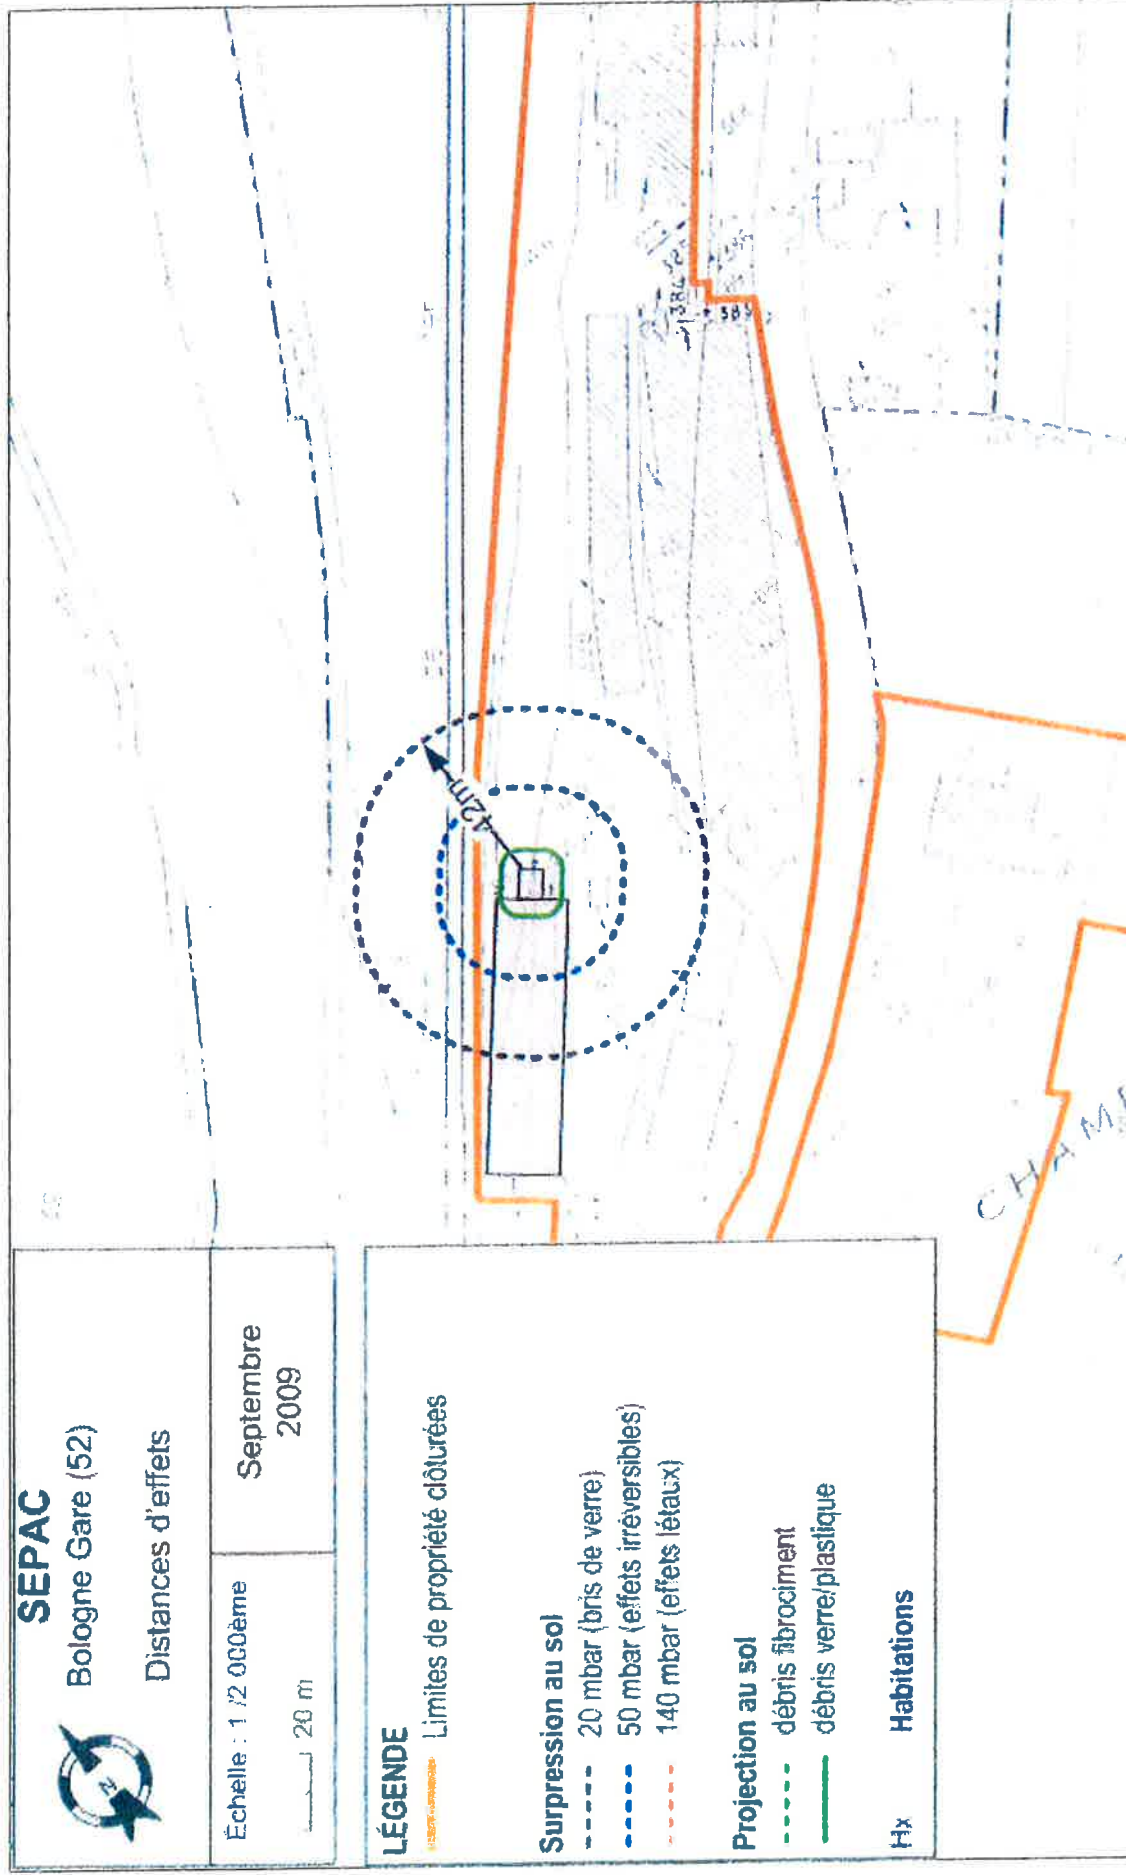 SEPAC
Bologne Gare (52)
Distances d'effets
Echelle : 1/2 000ème
20 m
Septembre
2009
N
LÉGENDE
Limites de propriété clôturées
Surpression au sol
20 mbar (bris de verre)
50 mbar (effets irréversibles)
140 mbar (effets létaux)
Projection au sol
débris fibrociment
débris verre/plastique
Hx Habitations
42m
389
CHAM